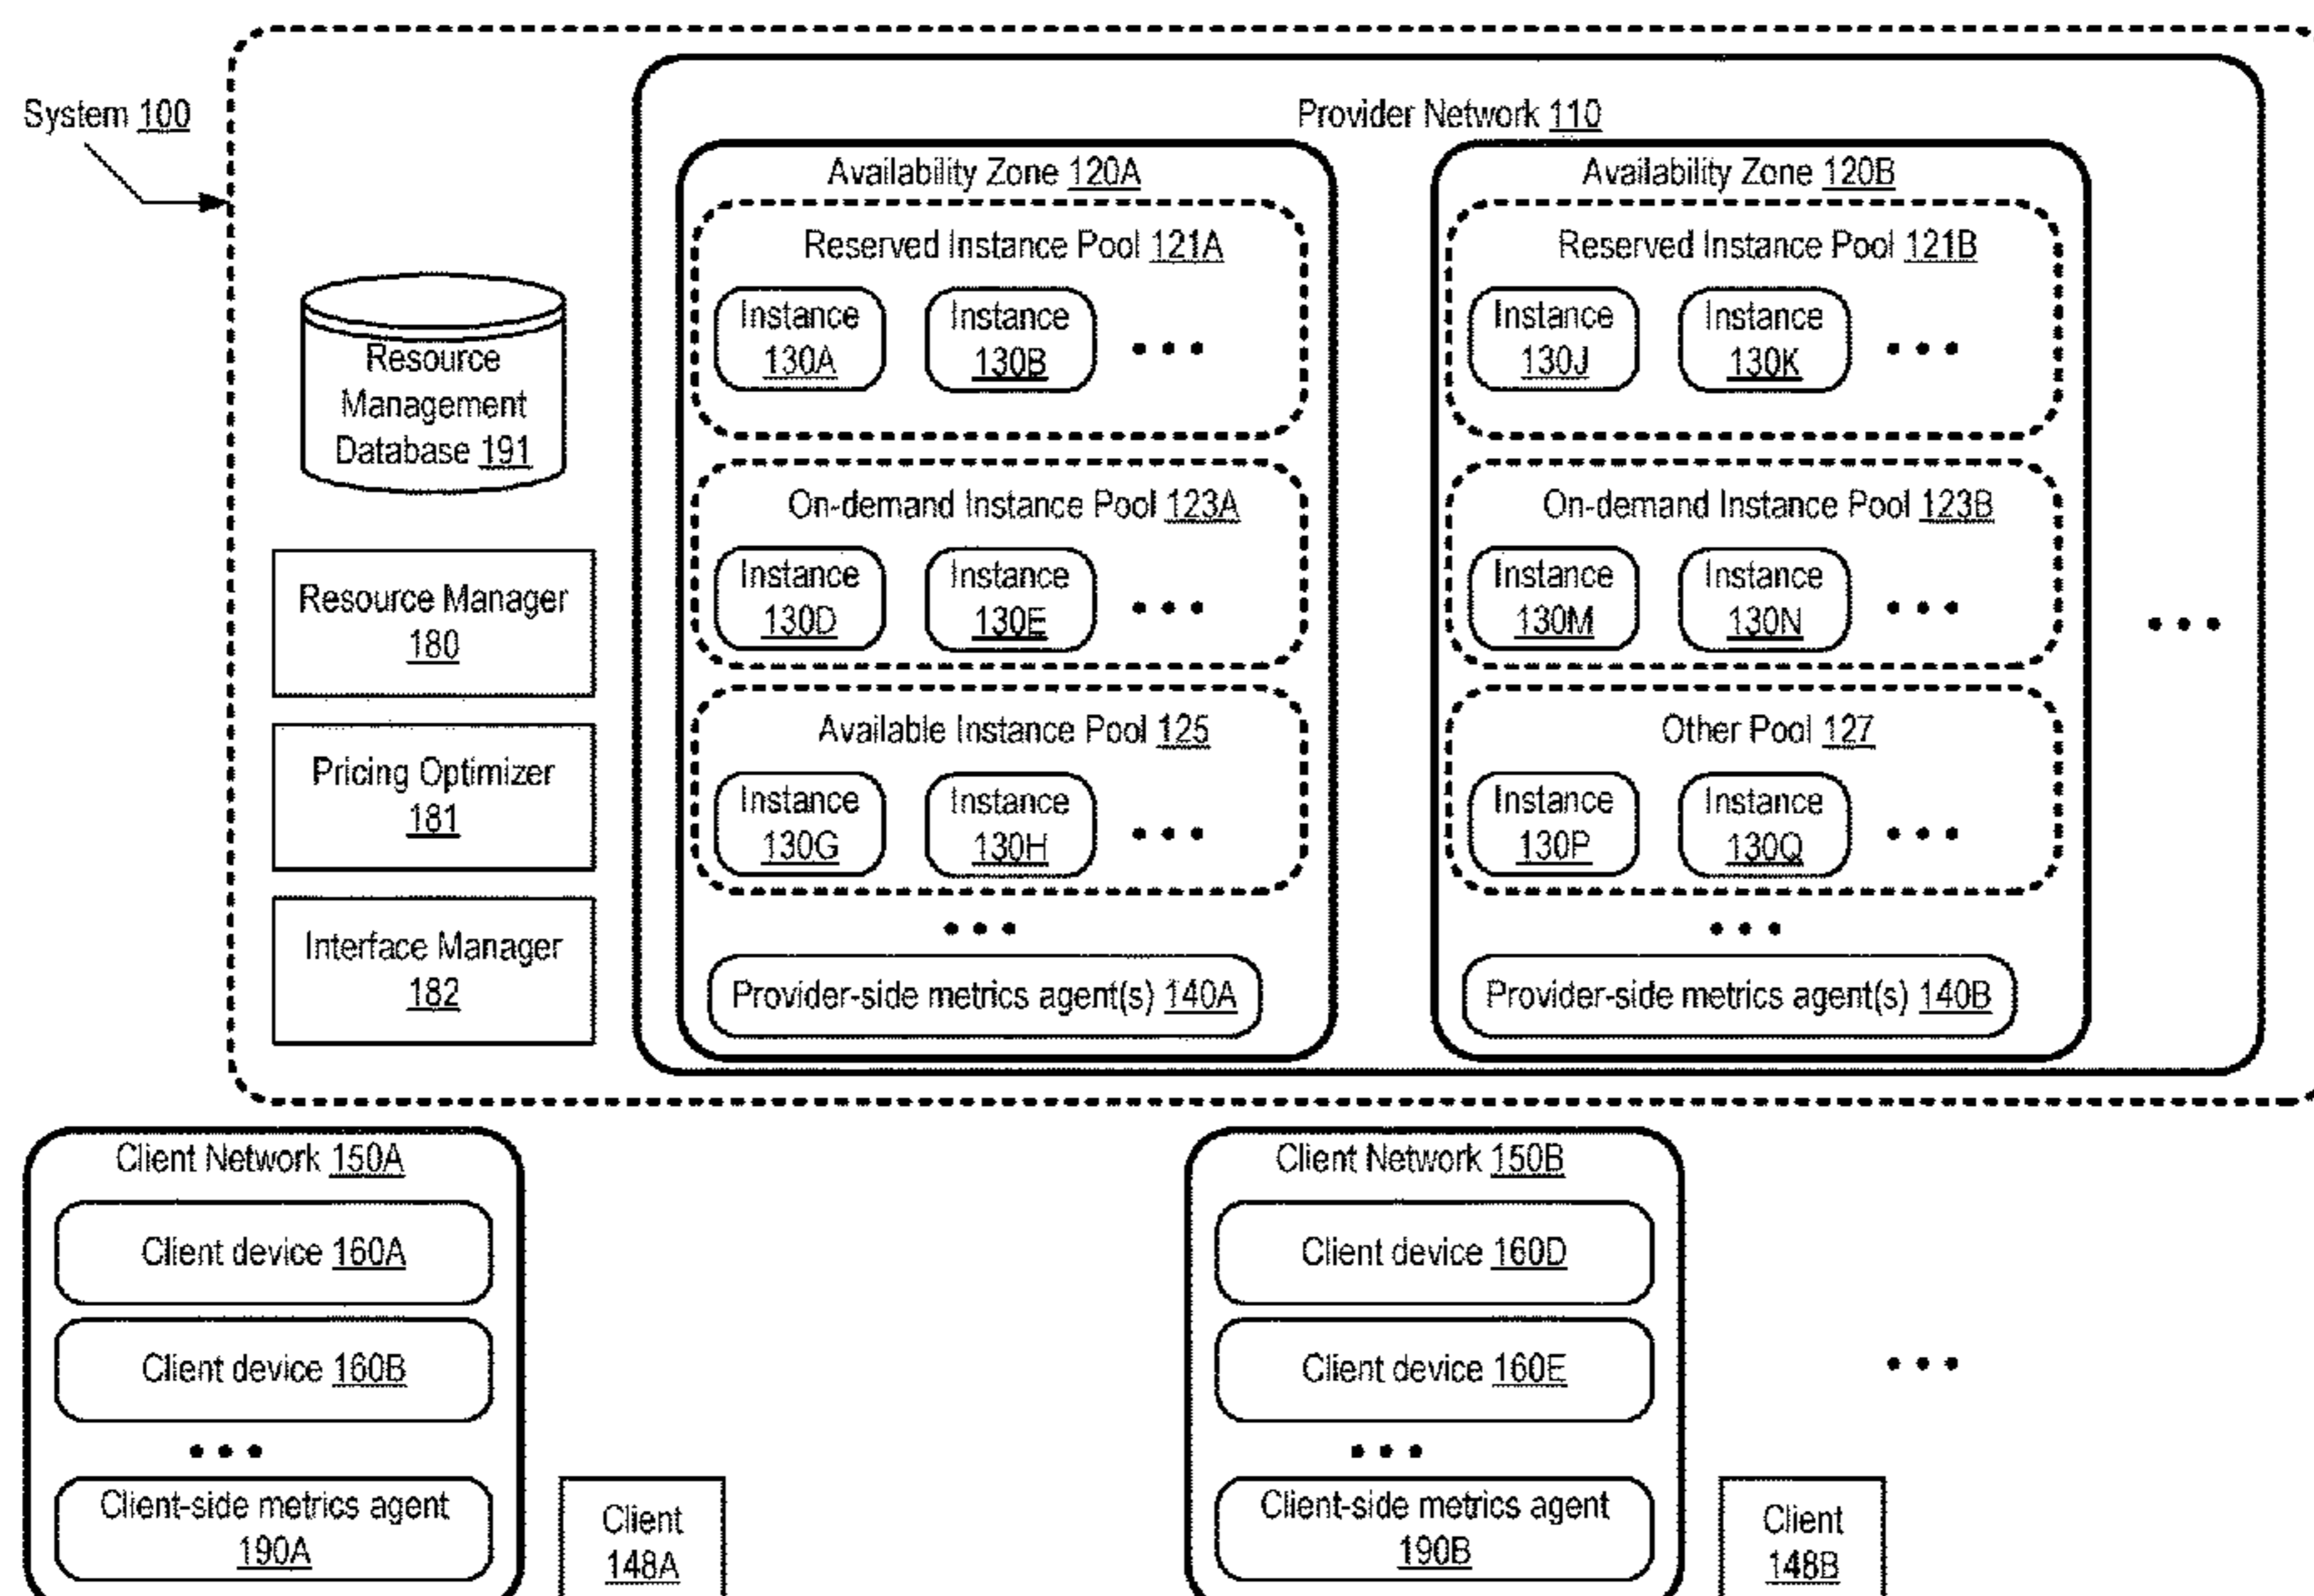 System 100
Provider Network 110
Availability Zone 120A
Reserved Instance Pool 121A
Instance
130A
Instance
130B
On-demand Instance Pool 123A
Instance
130D
Instance
130E
Available Instance Pool 125
Instance
130G
Instance
130H
Provider-side metrics agent(s) 140A
Availability Zone 120B
Reserved Instance Pool 121B
Instance
130J
Instance
130K
On-demand Instance Pool 123B
Instance
130M
Instance
130N
Other Pool 127
Instance
130P
Instance
130Q
Provider-side metrics agent(s) 140B
Resource
Management
Database 191
Resource Manager
180
Pricing Optimizer
181
Interface Manager
182
Client Network 150A
Client device 160A
Client device 160B
Client-side metrics agent
190A
Client
148A
Client Network 150B
Client device 160D
Client device 160E
Client-side metrics agent
190B
Client
148B